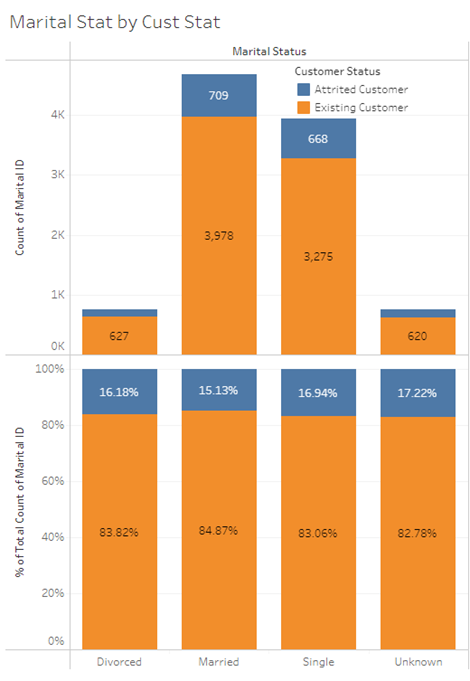 Marital Stat by Cust Stat
Marital Status
Customer Status
Attrited Customer
Existing Customer
Count of Marital ID
4K
3K
2K
1K
0K
709
668
3,978
3,275
627
620
% of Total Count of Marital ID
100%
80%
60%
40%
20%
0%
16.18%
15.13%
16.94%
17.22%
83.82%
84.87%
83.06%
82.78%
Divorced
Married
Single
Unknown